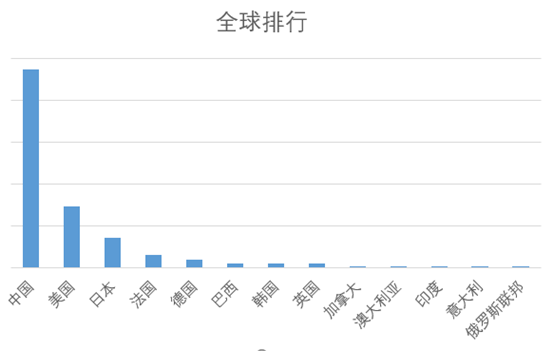 全球排行
中国
美国
日本
法国
德国
巴西
韩国
英国
加拿大
澳大利亚
印度
意大利
俄罗斯联邦